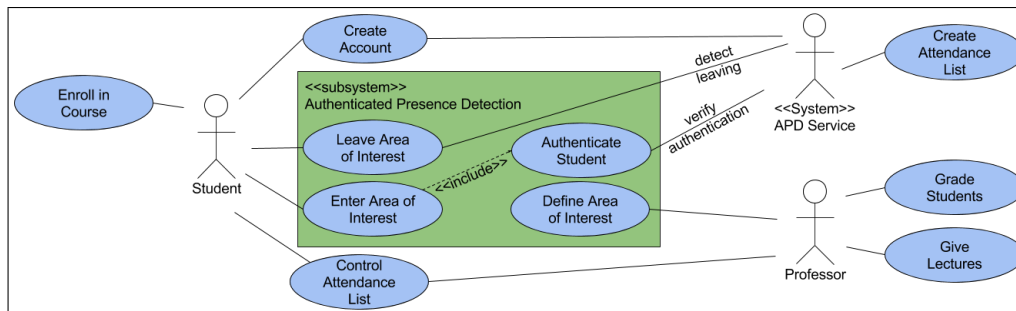 Create
Account
Create
Attendance
List
detect
leaving
Enroll in
Course
<<subsystem>>
Authenticated Presence Detection
<<System>>
APD Service
verify
authentication
Leave Area
of Interest
Authenticate
Student
<<include>>
Student
Enter Area of
Interest
Define Area
of Interest
Grade
Students
Give
Lectures
Control
Attendance
List
Professor